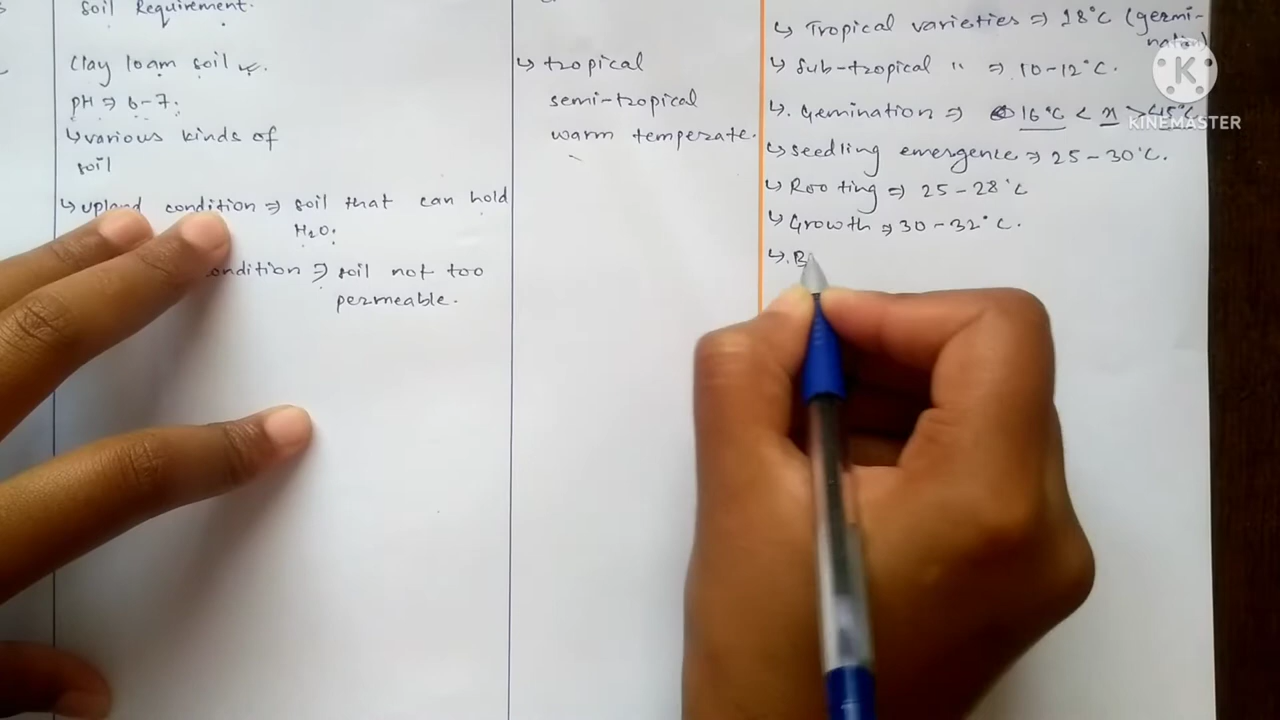 Soil Requirement.
Clay loam soil
pH ⇒ 6-7.
↳ various kinds of
soil
↳ upland condition ⇒ soil that can hold
H₂O.
condition ⇒ soil not too
permeable.
↳ tropical
semi-tropical
warm temperate.
↳ Tropical varieties ⇒ 18°C (germi-
nation)
↳ Sub-tropical " ⇒ 10-12°C.
↳ Gemination ⇒ 16°C < x > 45°C
↳ seedling emergence ⇒ 25-30°C.
↳ Rooting ⇒ 25-28°C
↳ Growth ⇒ 30-32°C.
↳ B
KINEMASTER